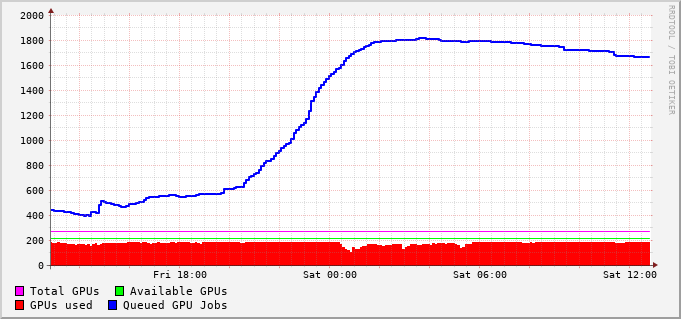 2000
1800
1600
1400
1200
1000
800
600
400
200
0
Fri 18:00 Sat 00:00 Sat 06:00 Sat 12:00
Total GPUs Available GPUs
GPUs used Queued GPU Jobs
RRDTOOL / TOBI OETIKER